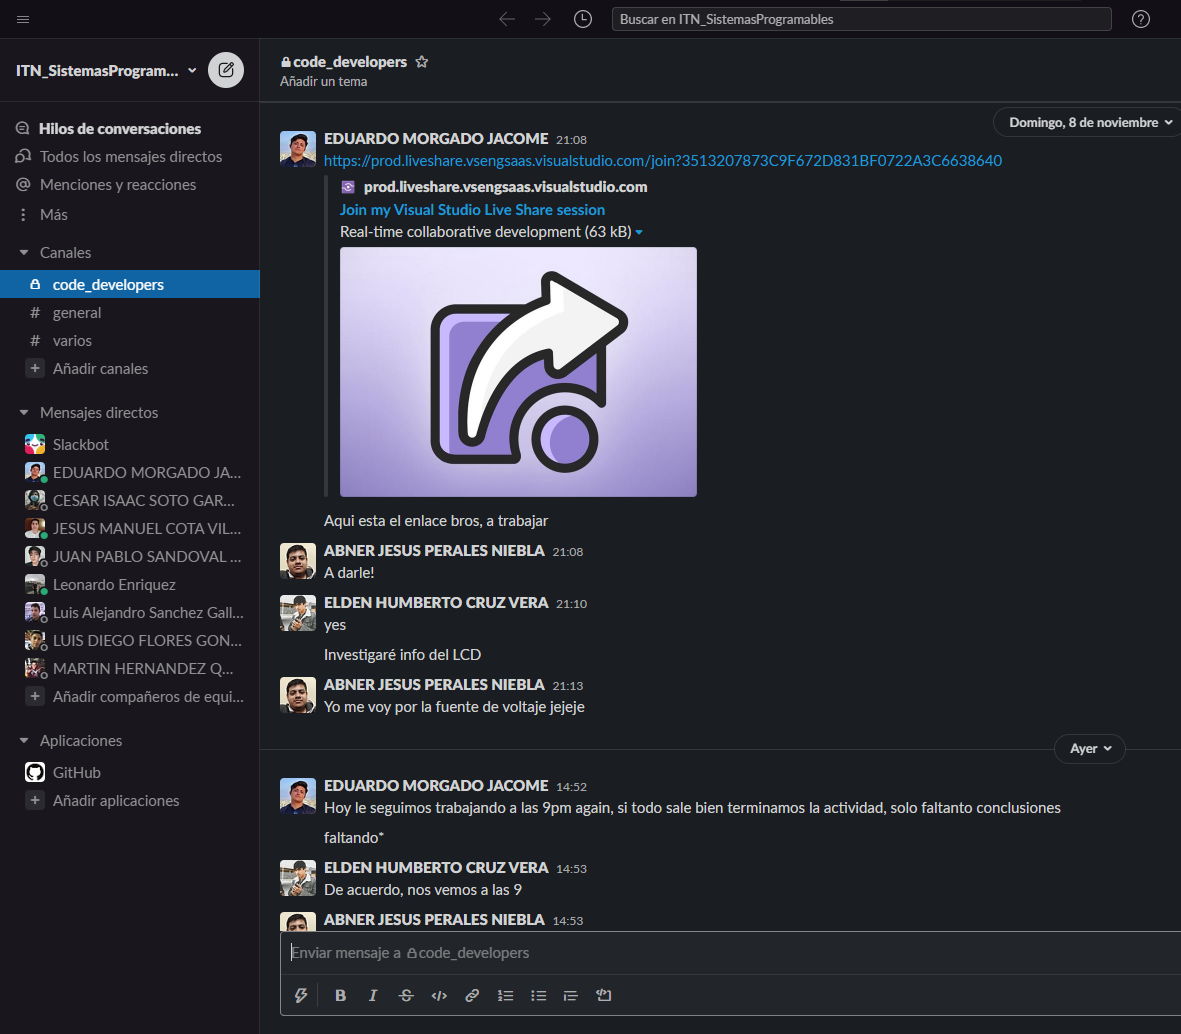 Buscar en ITN_SistemasProgramables
ITN_SistemasProgram...
Hilos de conversaciones
Todos los mensajes directos
Menciones y reacciones
Más
Canales
code_developers
# general
# varios
+ Añadir canales
Mensajes directos
Slackbot
EDUARDO MORGADO JA...
CESAR ISAAC SOTO GAR...
JESUS MANUEL COTA VIL...
JUAN PABLO SANDOVAL ...
Leonardo Enriquez
Luis Alejandro Sanchez Gall...
LUIS DIEGO FLORES GON...
MARTIN HERNANDEZ Q...
+ Añadir compañeros de equi...
Aplicaciones
GitHub
+ Añadir aplicaciones
code_developers
Añadir un tema
Domingo, 8 de noviembre
EDUARDO MORGADO JACOME 21:08
https://prod.liveshare.vsengsaas.visualstudio.com/join?3513207873C9F672D831BF0722A3C6638640
prod.liveshare.vsengsaas.visualstudio.com
Join my Visual Studio Live Share session
Real-time collaborative development (63 kB)
Aqui esta el enlace bros, a trabajar
ABNER JESUS PERALES NIEBLA 21:08
A darle!
ELDEN HUMBERTO CRUZ VERA 21:10
yes
Investigaré info del LCD
ABNER JESUS PERALES NIEBLA 21:13
Yo me voy por la fuente de voltaje jejeje
Ayer
EDUARDO MORGADO JACOME 14:52
Hoy le seguimos trabajando a las 9pm again, si todo sale bien terminamos la actividad, solo faltanto conclusiones
faltando*
ELDEN HUMBERTO CRUZ VERA 14:53
De acuerdo, nos vemos a las 9
ABNER JESUS PERALES NIEBLA 14:53
Enviar mensaje a code_developers
B I S </>